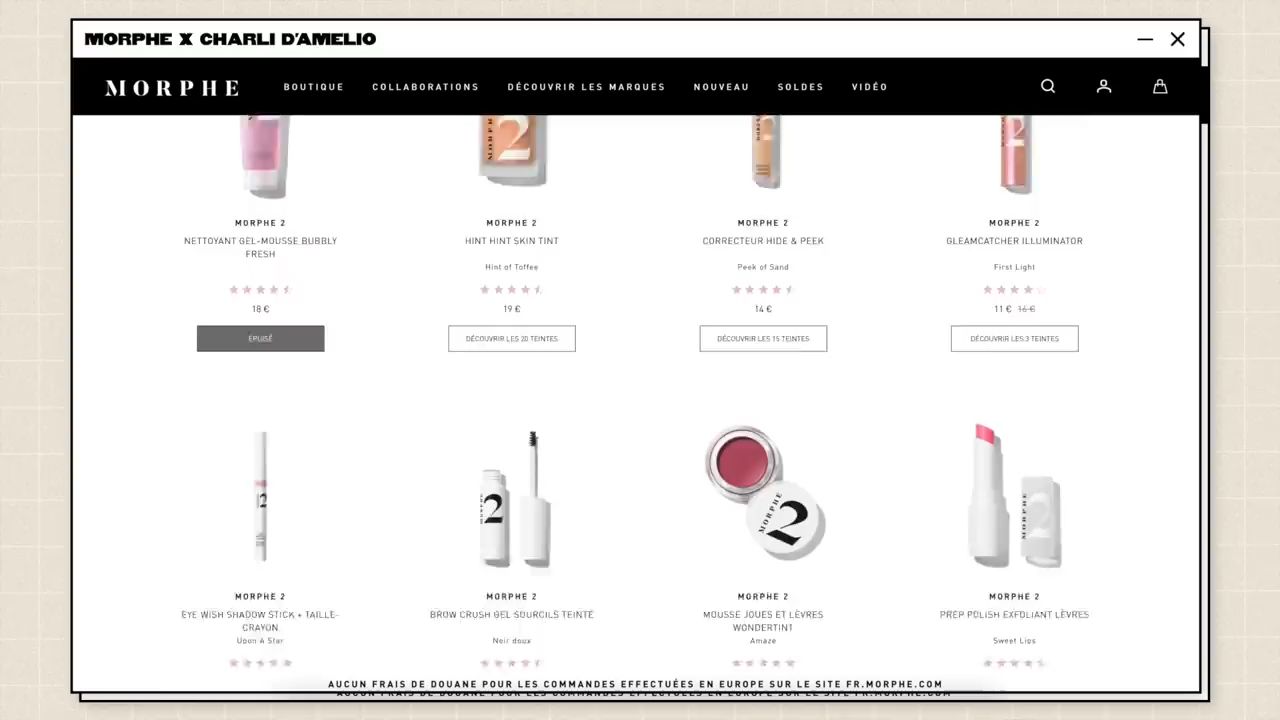 MORPHE X CHARLI D'AMELIO
MORPHE BOUTIQUE COLLABORATIONS DÉCOUVRIR LES MARQUES NOUVEAU SOLDES VIDÉO
MORPHE 2 MORPHE 2 MORPHE 2 MORPHE 2
NETTOYANT GEL-MOUSSE BUBBLY HINT HINT SKIN TINT CORRECTEUR HIDE & PEEK GLEAMCATCHER ILLUMINATOR
FRESH
Hint of Toffee Peek of Sand First Light
18 € 19 € 14 € 11 € 16 €
ÉPUISÉ DÉCOUVRIR LES 20 TEINTES DÉCOUVRIR LES 15 TEINTES DÉCOUVRIR LES 3 TEINTES
MORPHE 2 MORPHE 2 MORPHE 2 MORPHE 2
EYE WISH SHADOW STICK + TAILLE- BROW CRUSH GEL SOURCILS TEINTÉ MOUSSE JOUES ET LÈVRES PREP POLISH EXFOLIANT LÈVRES
CRAYON WONDERTINT
Upon A Star Noir doux Amaze Sweet Lips
AUCUN FRAIS DE DOUANE POUR LES COMMANDES EFFECTUÉES EN EUROPE SUR LE SITE FR.MORPHE.COM